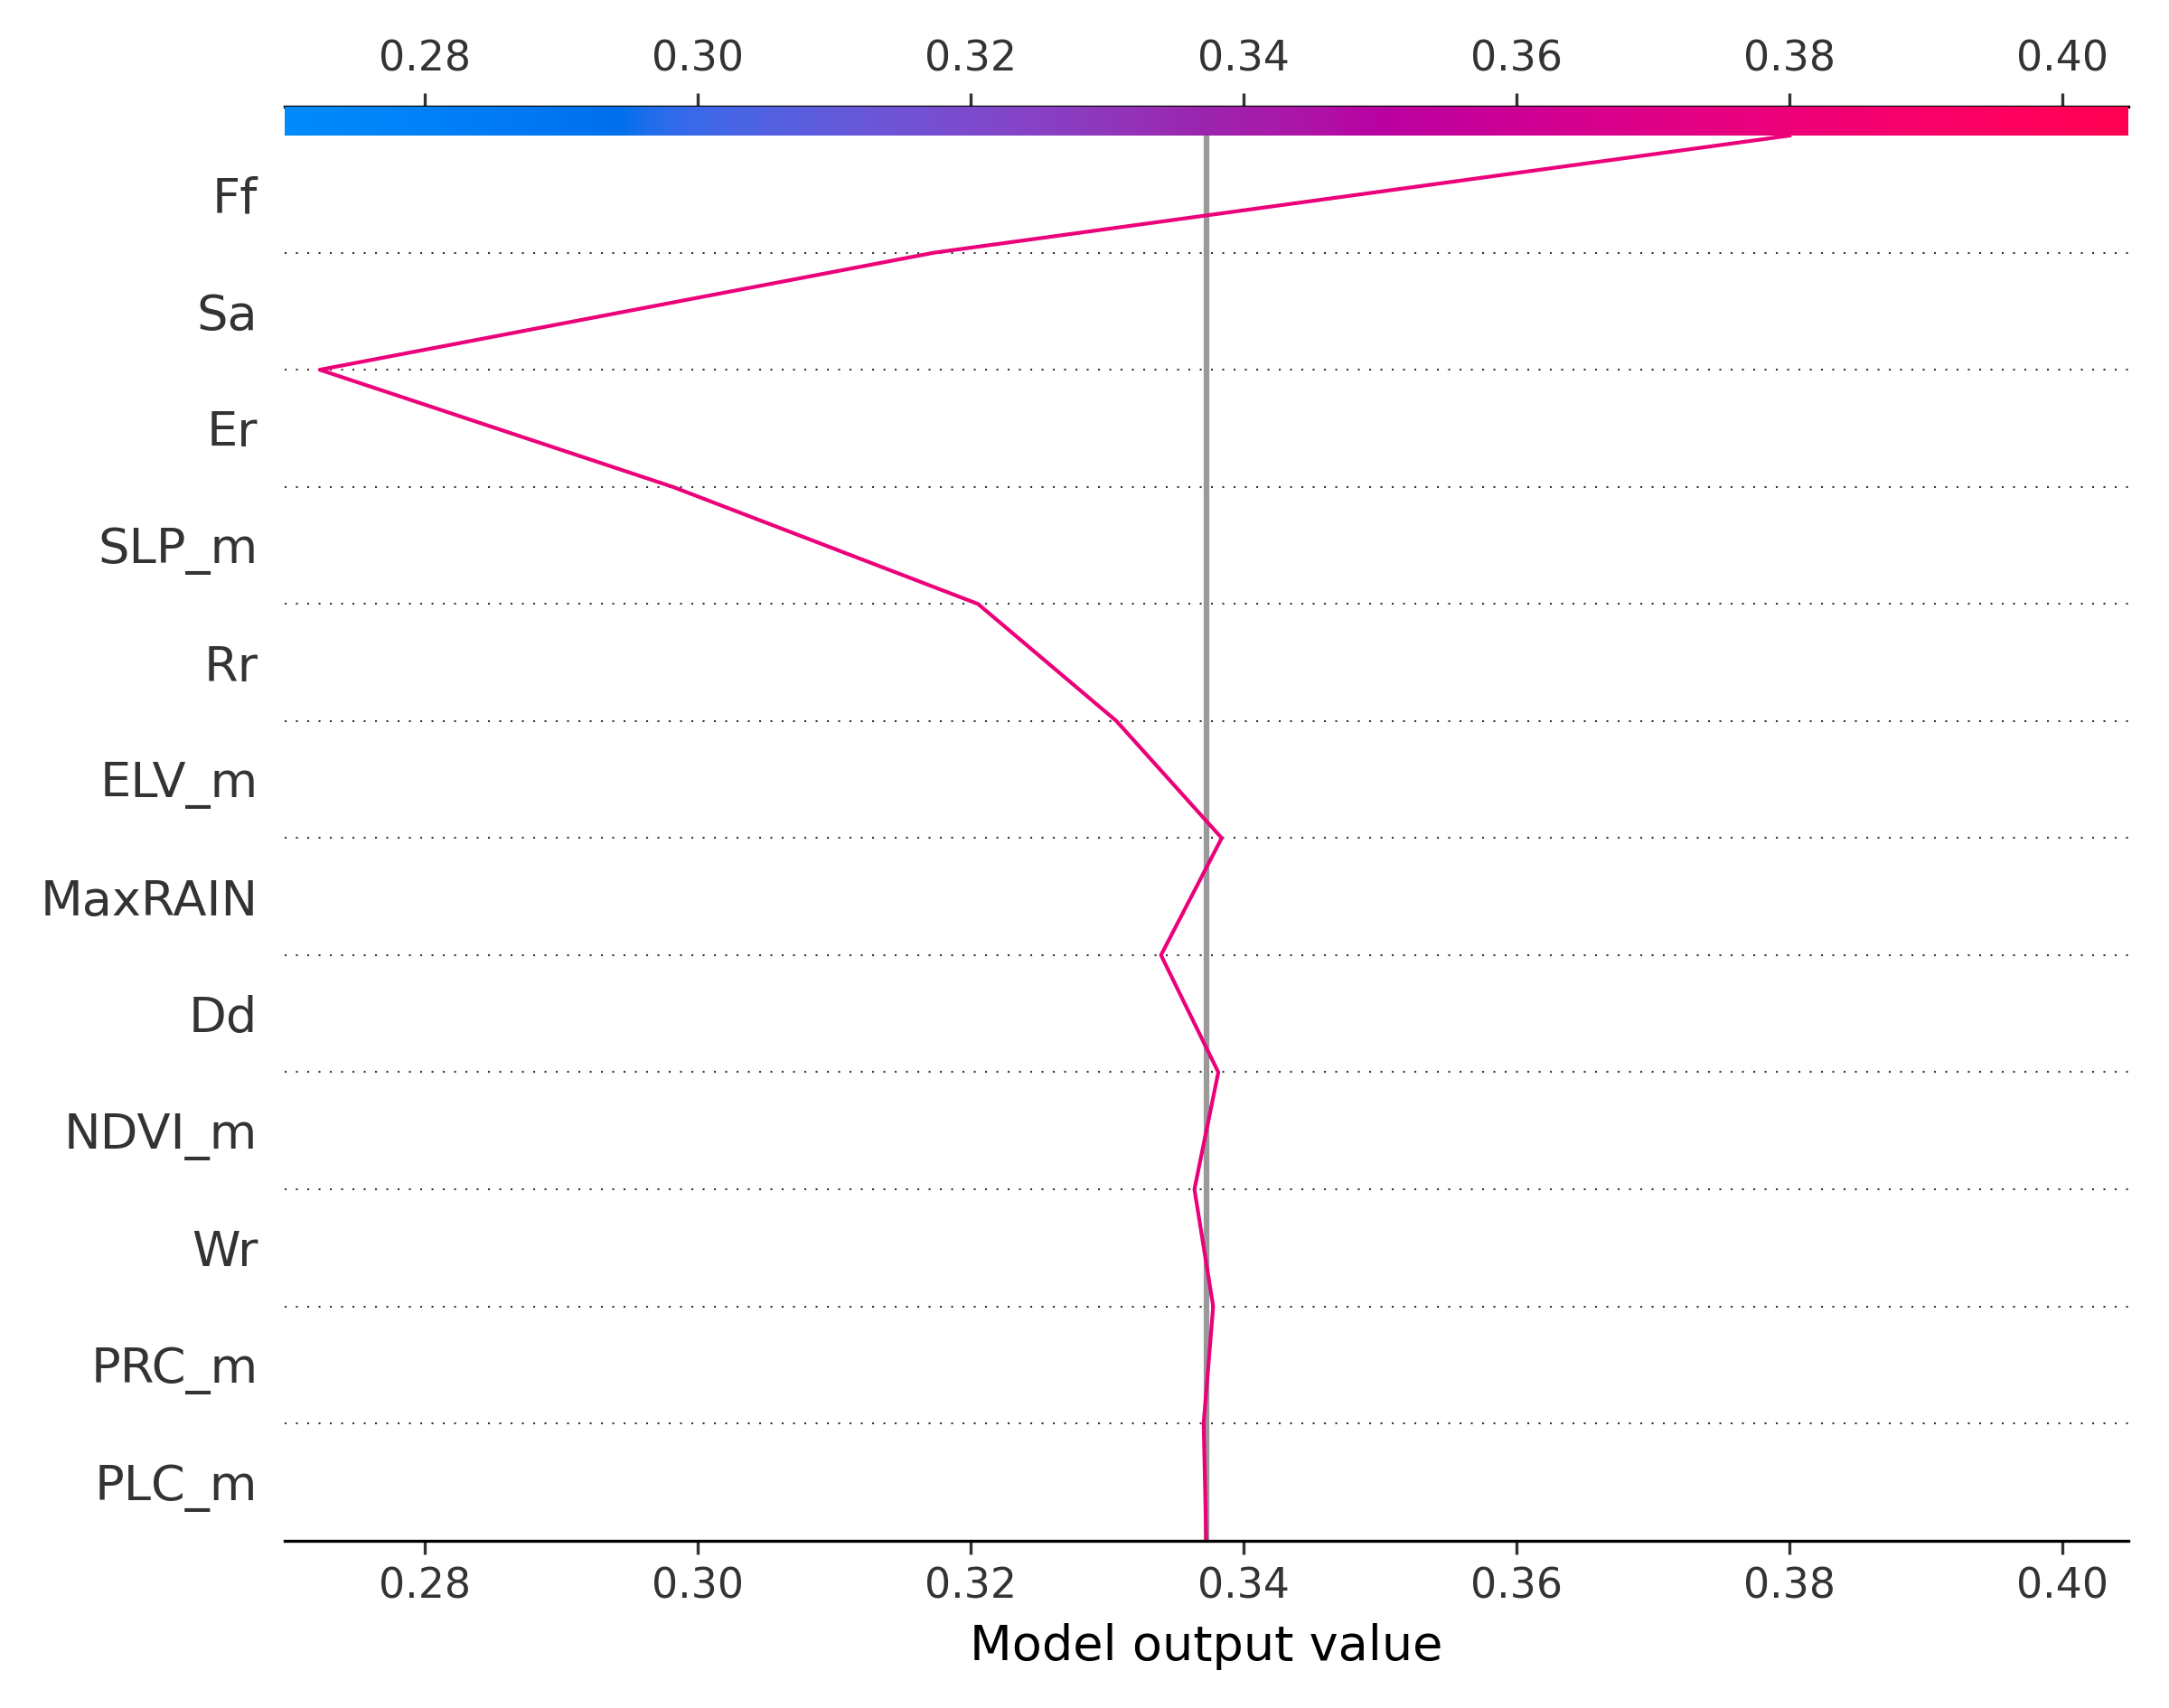 0.28 0.30 0.32 0.34 0.36 0.38 0.40
Ff
Sa
Er
SLP_m
Rr
ELV_m
MaxRAIN
Dd
NDVI_m
Wr
PRC_m
PLC_m
0.28 0.30 0.32 0.34 0.36 0.38 0.40
Model output value